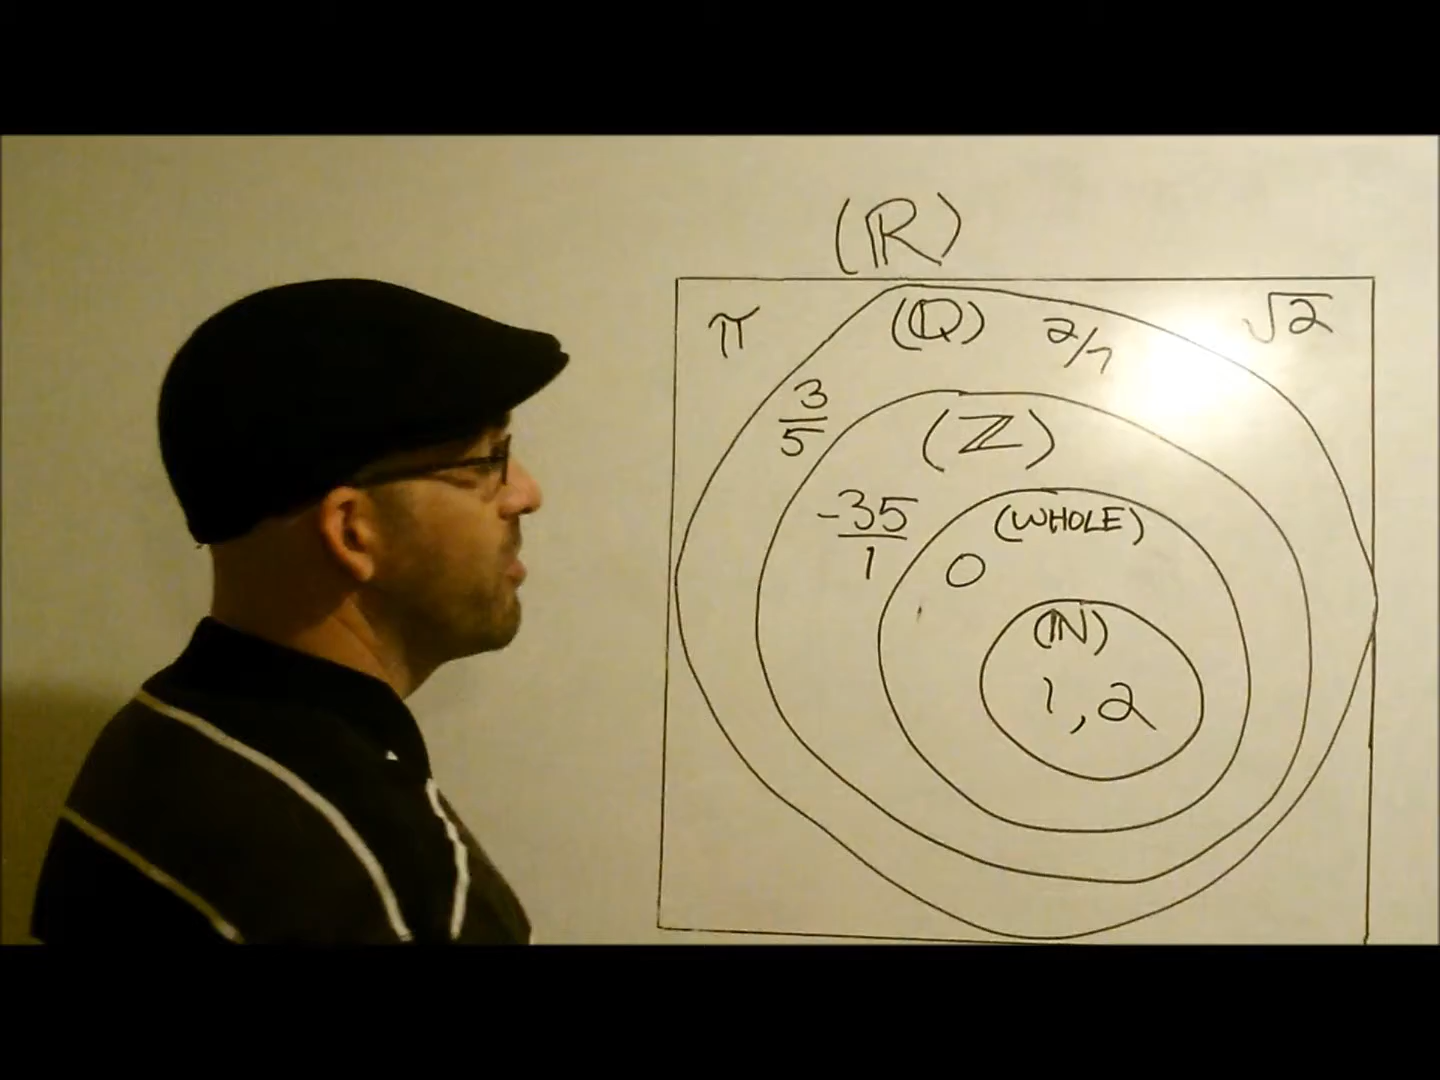 (ℝ)
π (ℚ) 2/7 √2
3/5
(ℤ)
-35/1
(WHOLE)
0
(ℕ)
1, 2